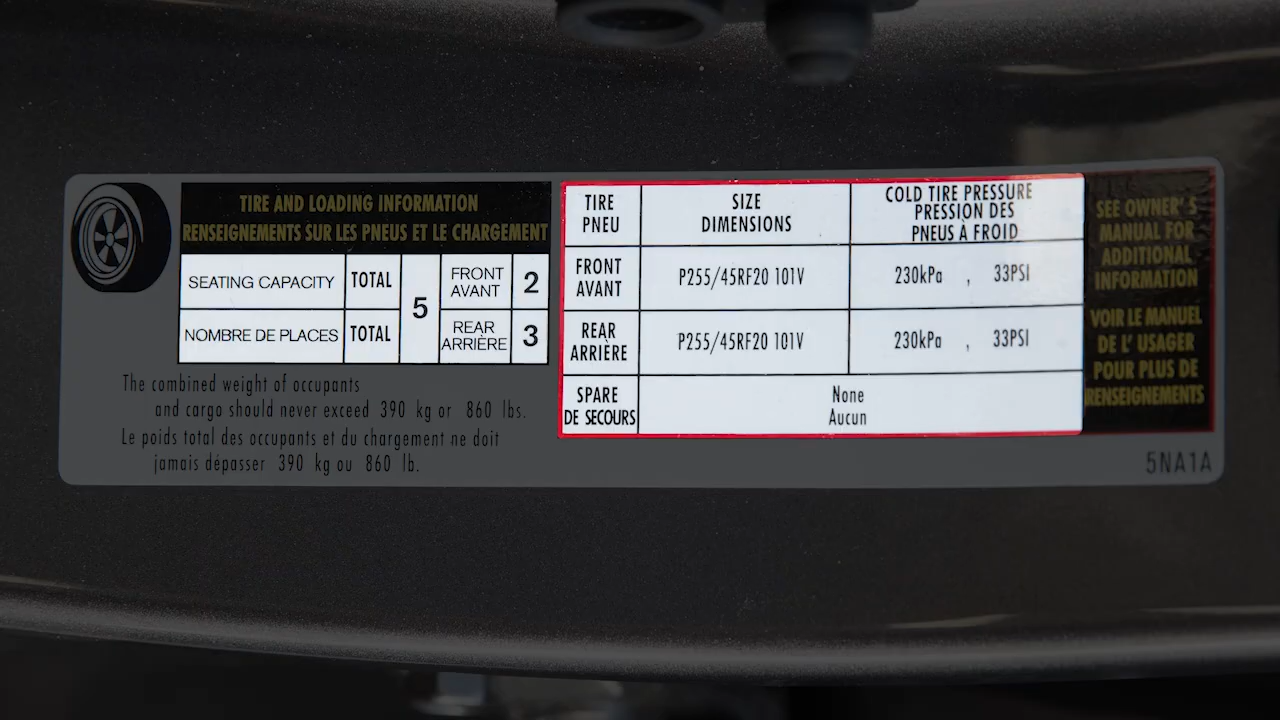 TIRE AND LOADING INFORMATION
RENSEIGNEMENTS SUR LES PNEUS ET LE CHARGEMENT
SEATING CAPACITY TOTAL 5 FRONT AVANT 2
NOMBRE DE PLACES TOTAL REAR ARRIÈRE 3
The combined weight of occupants
and cargo should never exceed 390 kg or 860 lbs.
Le poids total des occupants et du chargement ne doit
jamais dépasser 390 kg ou 860 lb.
TIRE PNEU
SIZE DIMENSIONS
COLD TIRE PRESSURE
PRESSION DES
PNEUS À FROID
FRONT AVANT P255/45RF20 101V 230kPa , 33PSI
REAR ARRIÈRE P255/45RF20 101V 230kPa , 33PSI
SPARE DE SECOURS
None
Aucun
SEE OWNER'S
MANUAL FOR
ADDITIONAL
INFORMATION
VOIR LE MANUEL
DE L'USAGER
POUR PLUS DE
RENSEIGNEMENTS
5NA1A